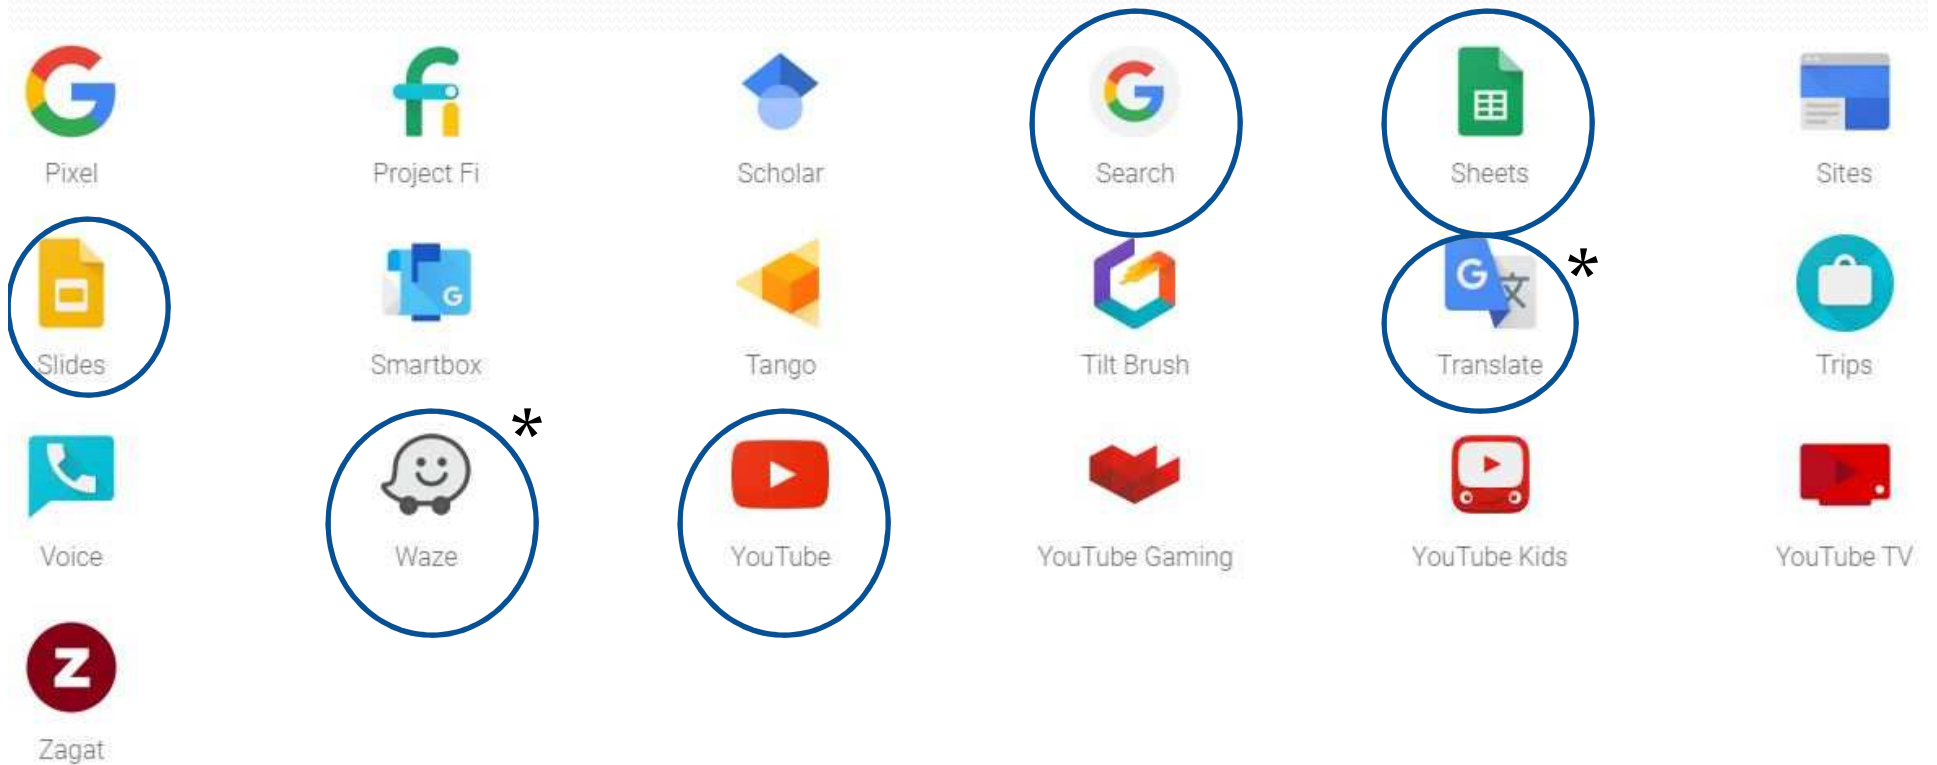 Pixel Project Fi Scholar Search Sheets Sites
G 文 *
Slides Smartbox Tango Tilt Brush Translate Trips
*
Voice Waze YouTube YouTube Gaming YouTube Kids YouTube TV
Z
Zagat